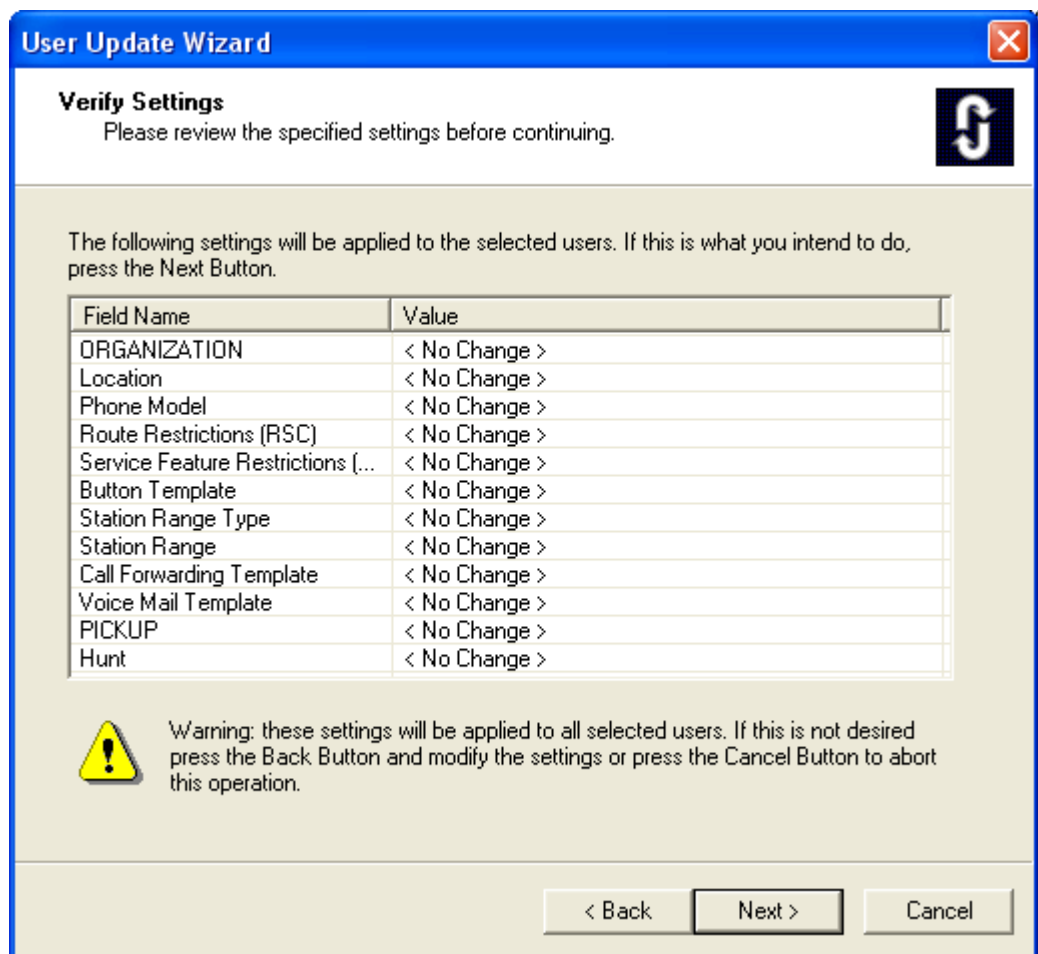 User Update Wizard
Verify Settings
Please review the specified settings before continuing.
The following settings will be applied to the selected users. If this is what you intend to do,
press the Next Button.
Field Name Value
ORGANIZATION < No Change >
Location < No Change >
Phone Model < No Change >
Route Restrictions (RSC) < No Change >
Service Feature Restrictions (... < No Change >
Button Template < No Change >
Station Range Type < No Change >
Station Range < No Change >
Call Forwarding Template < No Change >
Voice Mail Template < No Change >
PICKUP < No Change >
Hunt < No Change >
Warning: these settings will be applied to all selected users. If this is not desired
press the Back Button and modify the settings or press the Cancel Button to abort
this operation.
< Back Next > Cancel